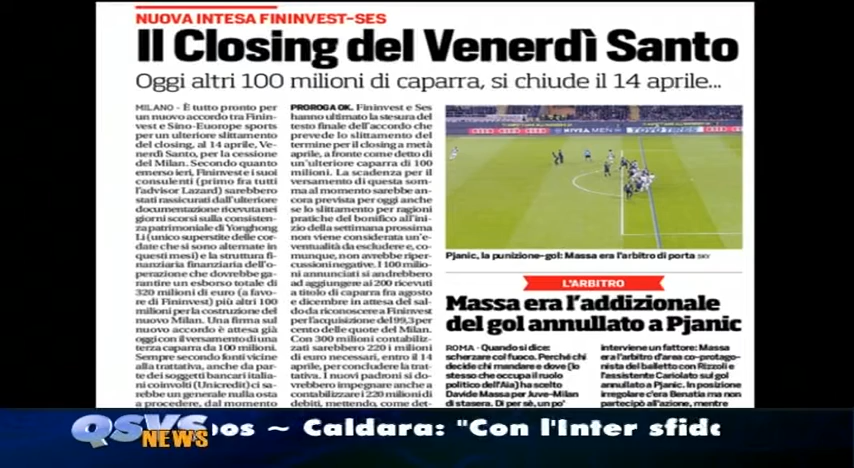 NUOVA INTESA FININVEST-SES
Il Closing del Venerdì Santo
Oggi altri 100 milioni di caparra, si chiude il 14 aprile...
MILANO - È tutto pronto per
un nuovo accordo tra Finin-
vest e Sino-Euorope sports
per un ulteriore slittamento
del closing, al 14 aprile, Ve-
nerdì Santo, per la cessione
del Milan. Secondo quanto
emerso ieri, Fininvest e i suoi
consulenti (primo fra tutti
l'advisor Lazard) sarebbero
stati rassicurati dall'ulteriore
documentazione ricevuta nei
giorni scorsi sulla consisten-
za patrimoniale di Yonghong
Li (unico superstite delle cor-
date che si sono alternate in
questi mesi) e la struttura fi-
nanziaria finanziaria dell'o-
perazione che dovrebbe ga-
rantire un esborso totale di
320 milioni di euro (a favo-
re di Fininvest) più altri 100
milioni per la costruzione del
nuovo Milan. Una firma sul
nuovo accordo è attesa già
oggi con il versamento di una
terza caparra da 100 milioni.
Sempre secondo fonti vicine
alla trattativa, anche da par-
te dei soggetti bancari italia-
ni coinvolti (Unicredit) ci sa-
rebbe un generale nulla osta
a procedere, dal momento
PROROGA OK. Fininvest e Ses
hanno ultimato la stesura del
testo finale dell'accordo che
prevede lo slittamento del
termine per il closing a metà
aprile, a fronte come detto di
un'ulteriore caparra di 100
milioni. La scadenza per il
versamento di questa som-
ma al momento sarebbe an-
cora prevista per oggi anche
se lo slittamento per ragioni
pratiche del bonifico all'ini-
zio della settimana prossima
non viene considerata un'e-
ventualità da escludere e, co-
munque, non avrebbe riper-
cussioni negative. I 100 milio-
ni annunciati si andrebbero
ad aggiungere ai 200 ricevuti
a titolo di caparra fra agosto
e dicembre in attesa del sal-
do da riconoscere a Fininvest
per l'acquisizione del 99,3 per
cento delle quote del Milan.
Con 300 milioni contabiliz-
zati sarebbero 220 i milioni
di euro necessari, entro il 14
aprile, per concludere la trat-
tativa. I nuovi padroni si do-
vrebbero impegnare anche a
contabilizzare i 220 milioni di
debiti, mettendo, come det-
NIVEA MEN
TOYO TIRES
Pjanic, la punizione-gol: Massa era l'arbitro di porta SKY
L'ARBITRO
Massa era l'addizionale
del gol annullato a Pjanic
ROMA - Quando si dice:
scherzare col fuoco. Perché chi
decide chi mandare e dove (lo
stesso che occupa il ruolo
politico dell'Aia) ha scelto
Davide Massa per Juve-Milan
di stasera. Di per sè, un po'
interviene un fattore: Massa
era l'arbitro di area co-protago-
nista del balletto con Rizzoli e
l'assistente Cariolato sul gol
annullato a Pjanic. In posizione
irregolare c'era Benatia ma non
partecipò all'azione, mentre
QSVS NEWS
os ~ Caldara: "Con l'Inter sfida